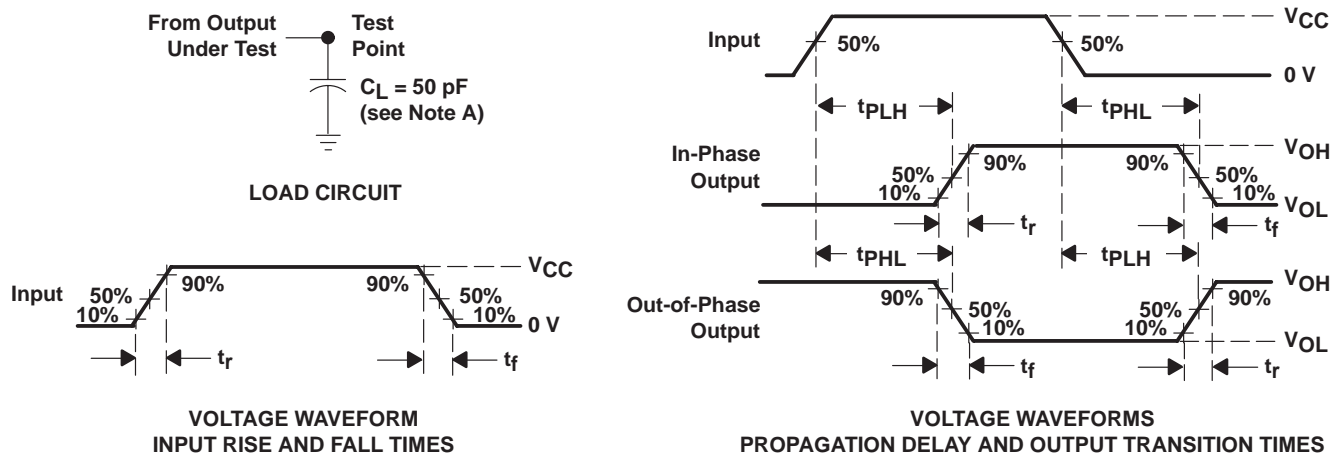 From Output
Under Test
Test
Point
CL = 50 pF
(see Note A)
LOAD CIRCUIT
Input
50%
10%
90%
90%
50%
10%
VCC
0 V
tr
tf
VOLTAGE WAVEFORM
INPUT RISE AND FALL TIMES
Input
50%
50%
VCC
0 V
tPLH
tPHL
In-Phase
Output
50%
10%
90%
90%
50%
10%
VOH
VOL
tr
tf
tPHL
tPLH
Out-of-Phase
Output
90%
50%
10%
50%
10%
90%
VOH
VOL
tf
tr
VOLTAGE WAVEFORMS
PROPAGATION DELAY AND OUTPUT TRANSITION TIMES